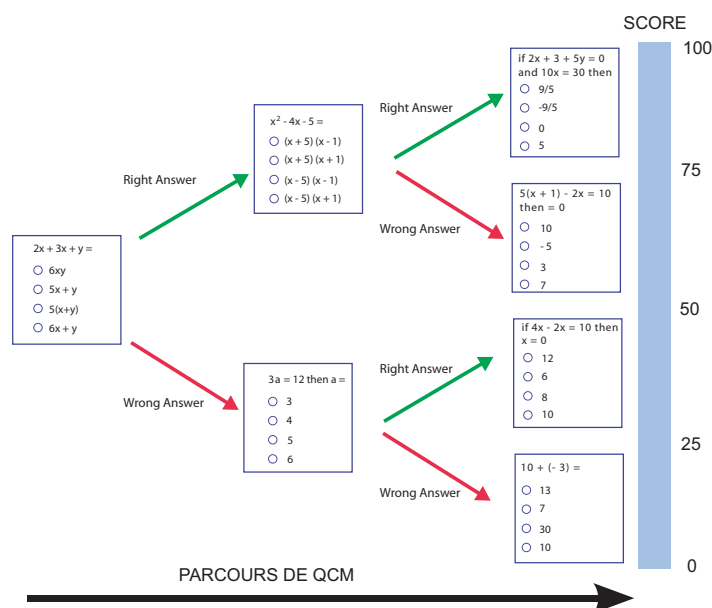 SCORE
100
75
50
25
0
2x + 3x + y =
6xy
5x + y
5(x+y)
6x + y
Right Answer
Wrong Answer
x² - 4x - 5 =
(x + 5) (x - 1)
(x + 5) (x + 1)
(x - 5) (x - 1)
(x - 5) (x + 1)
3a = 12 then a =
3
4
5
6
Right Answer
Wrong Answer
Right Answer
Wrong Answer
if 2x + 3 + 5y = 0
and 10x = 30 then
9/5
-9/5
0
5
5(x + 1) - 2x = 10
then = 0
10
- 5
3
7
if 4x - 2x = 10 then
x = 0
12
6
8
10
10 + (- 3) =
13
7
30
10
PARCOURS DE QCM